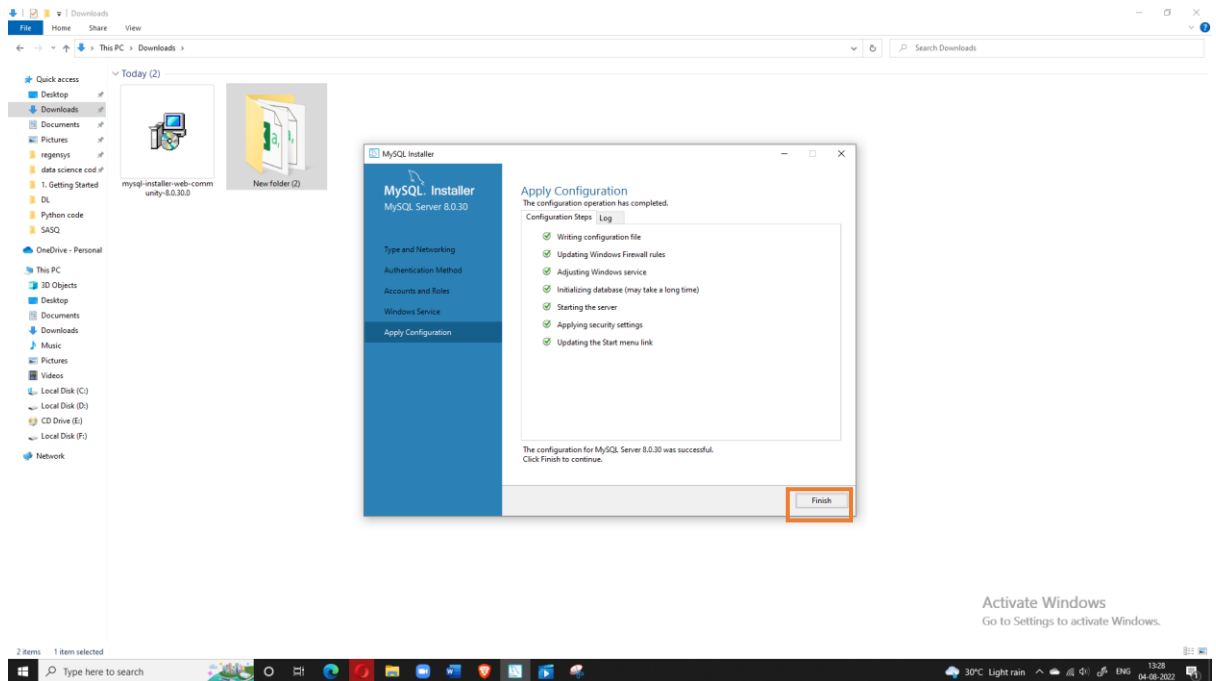 Downloads
File Home Share View
This PC > Downloads >
Search Downloads
Quick access
Desktop
Downloads
Documents
Pictures
regensys
data science cod
1. Getting Started
DL
Python code
SASQ
OneDrive - Personal
This PC
3D Objects
Desktop
Documents
Downloads
Music
Pictures
Videos
Local Disk (C:)
Local Disk (D:)
CD Drive (E:)
Local Disk (F:)
Network
Today (2)
mysql-installer-web-comm
unity-8.0.30.0
New folder (2)
a,
MySQL Installer
MySQL. Installer
MySQL Server 8.0.30
Type and Networking
Authentication Method
Accounts and Roles
Windows Service
Apply Configuration
Apply Configuration
The configuration operation has completed.
Configuration Steps Log
Writing configuration file
Updating Windows Firewall rules
Adjusting Windows service
Initializing database (may take a long time)
Starting the server
Applying security settings
Updating the Start menu link
The configuration for MySQL Server 8.0.30 was successful.
Click Finish to continue.
Finish
Activate Windows
Go to Settings to activate Windows.
2 items 1 item selected
Type here to search
30°C Light rain
ENG
13:28
04-08-2022